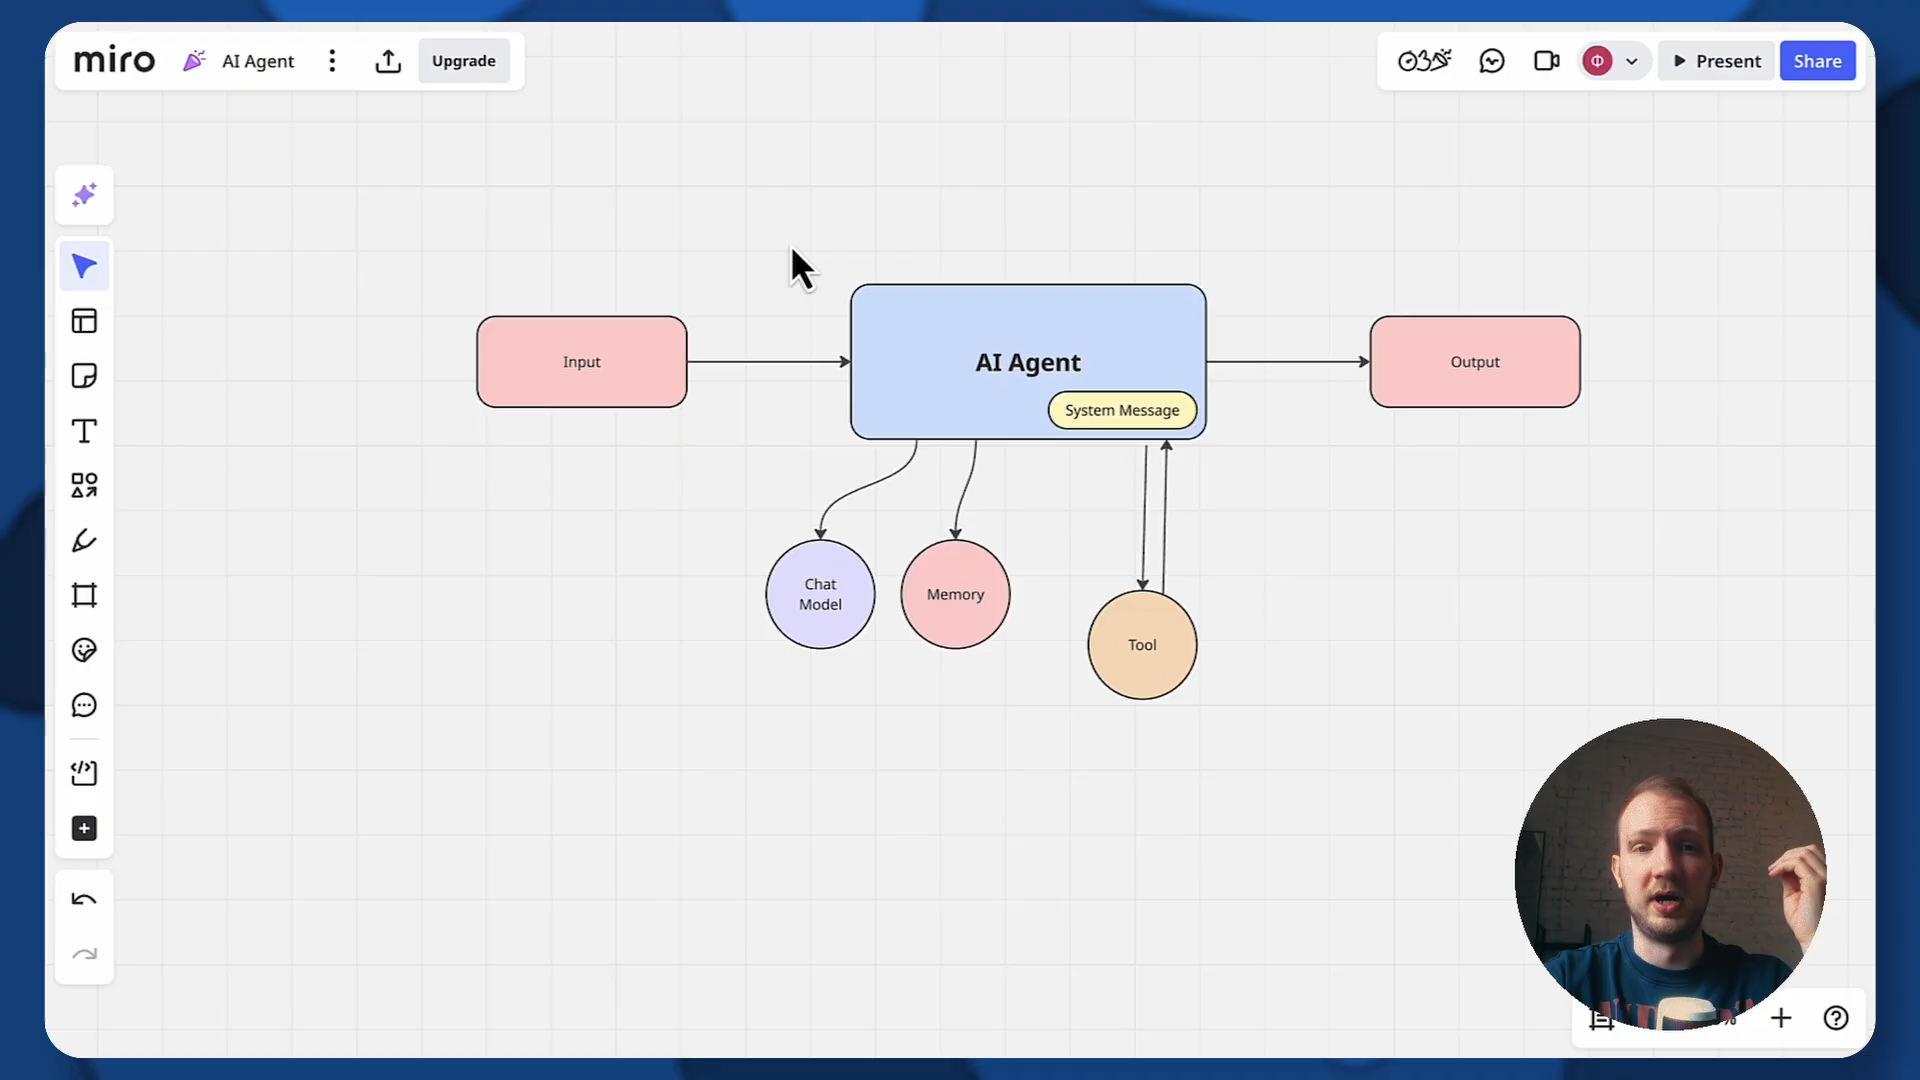 miro
AI Agent
Upgrade
Ф
Present
Share
Input
AI Agent
System Message
Output
Chat
Model
Memory
Tool